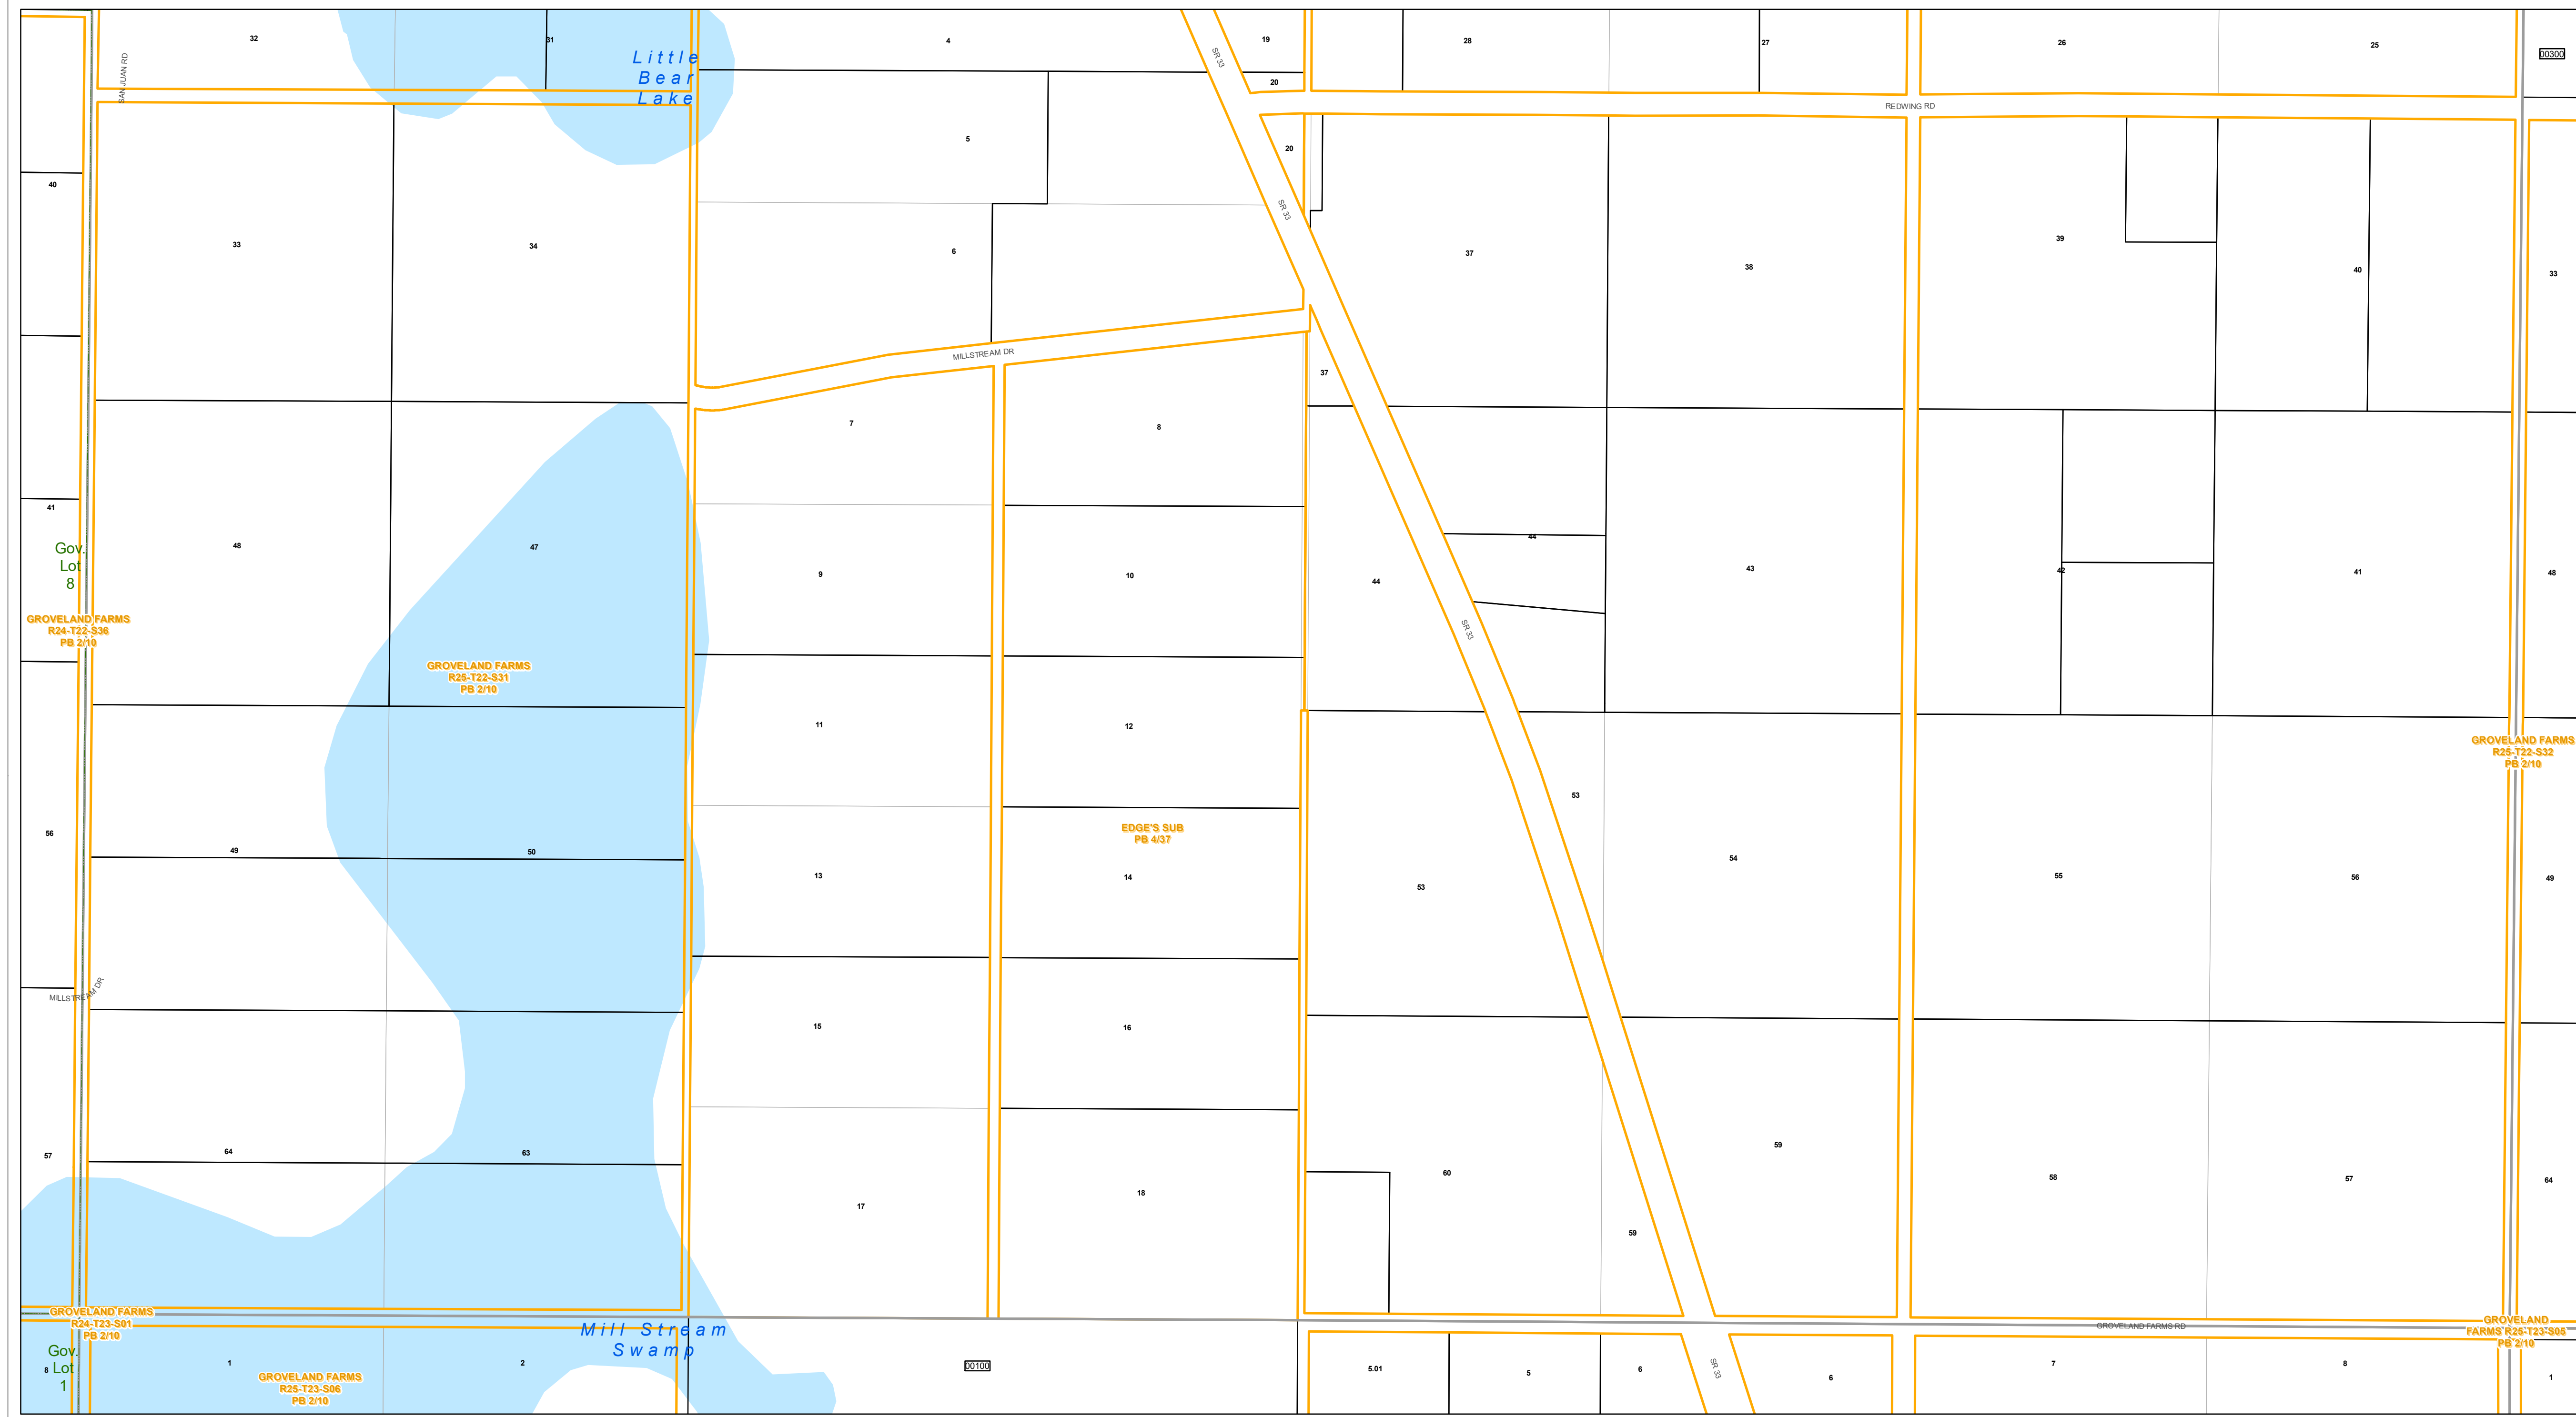 32
31
4
19
28
27
26
25
00300
SAN JUAN RD
SR 33
Little
Bear
Lake
20
REDWING RD
5
20
40
33
34
6
SR 33
37
38
39
40
33
MILLSTREAM DR
37
7
8
41
48
47
9
10
44
44
43
42
41
48
Gov.
Lot
8
GROVELAND FARMS
R24-T22-S36
PB 2/10
SR 33
GROVELAND FARMS
R25-T22-S31
PB 2/10
11
12
GROVELAND FARMS
R25-T22-S32
PB 2/10
53
56
49
50
EDGE'S SUB
PB 4/37
13
14
53
54
55
56
49
MILLSTREAM DR
15
16
57
64
63
60
59
58
57
64
17
18
59
GROVELAND FARMS
R24-T23-S01
PB 2/10
Mill Stream
Swamp
GROVELAND FARMS RD
GROVELAND
FARMS R25-T23-S05
PB 2/10
Gov.
Lot
1
8
1
2
GROVELAND FARMS
R25-T23-S06
PB 2/10
00100
5.01
5
6
SR 33
6
7
8
1